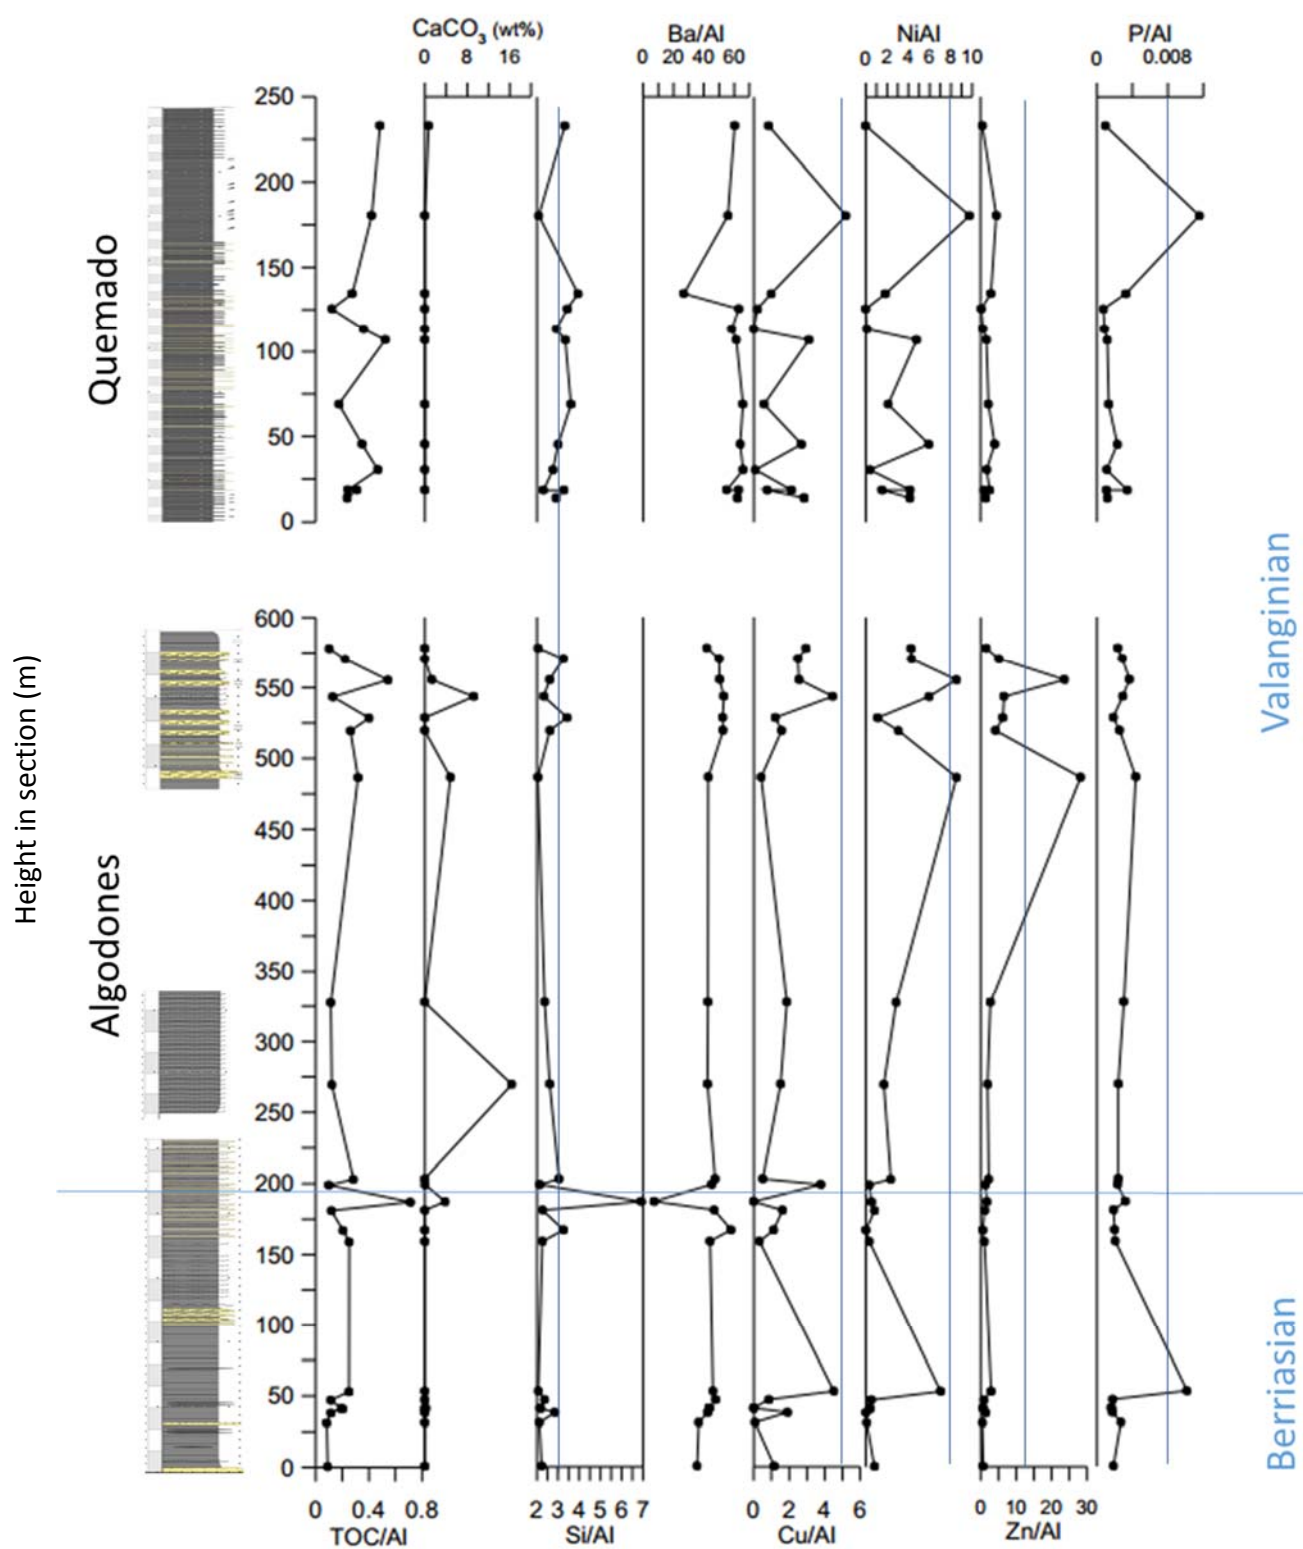 CaCO3 (wt%)
Ba/Al
NiAl
P/Al
0 8 16
0 20 40 60
0 2 4 6 8 10
0 0.008
250
200
150
100
50
0
Quemado
600
550
500
450
400
350
300
250
200
150
100
50
0
Algodones
Height in section (m)
Valanginian
Berriasian
0 0.4 0.8
2 3 4 5 6 7
0 2 4 6
0 10 20 30
TOC/Al
Si/Al
Cu/Al
Zn/Al